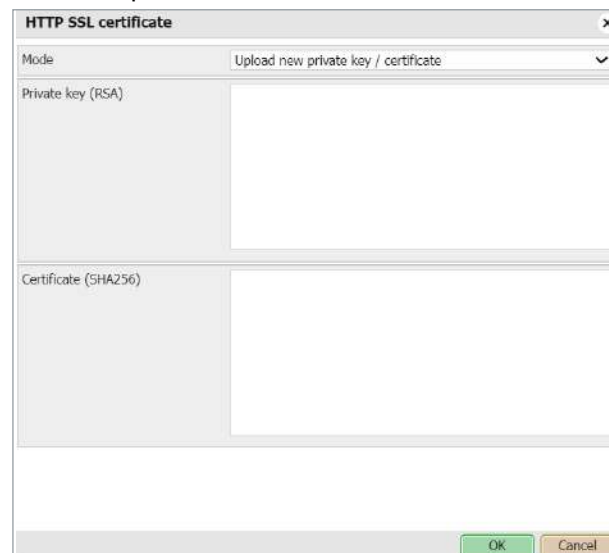 HTTP SSL certificate
Mode
Upload new private key / certificate
Private key (RSA)
Certificate (SHA256)
OK
Cancel